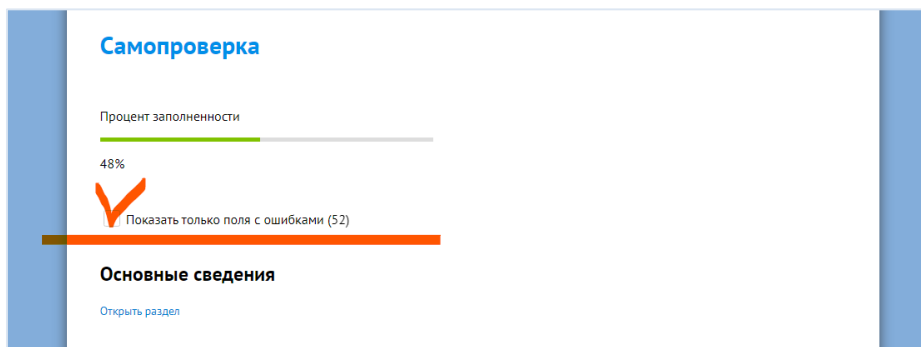 Самопроверка
Процент заполненности
48%
Показать только поля с ошибками (52)
Основные сведения
Открыть раздел